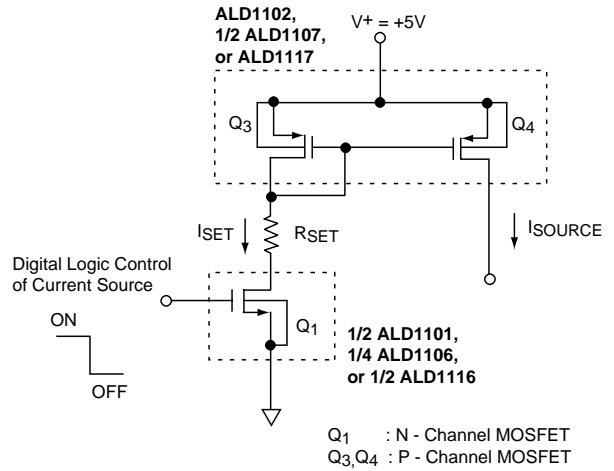 ALD1102,
1/2 ALD1107,
or ALD1117
V+ = +5V
Q3
Q4
ISET
RSET
ISOURCE
Digital Logic Control
of Current Source
ON
OFF
Q1
1/2 ALD1101,
1/4 ALD1106,
or 1/2 ALD1116
Q1 : N - Channel MOSFET
Q3,Q4 : P - Channel MOSFET